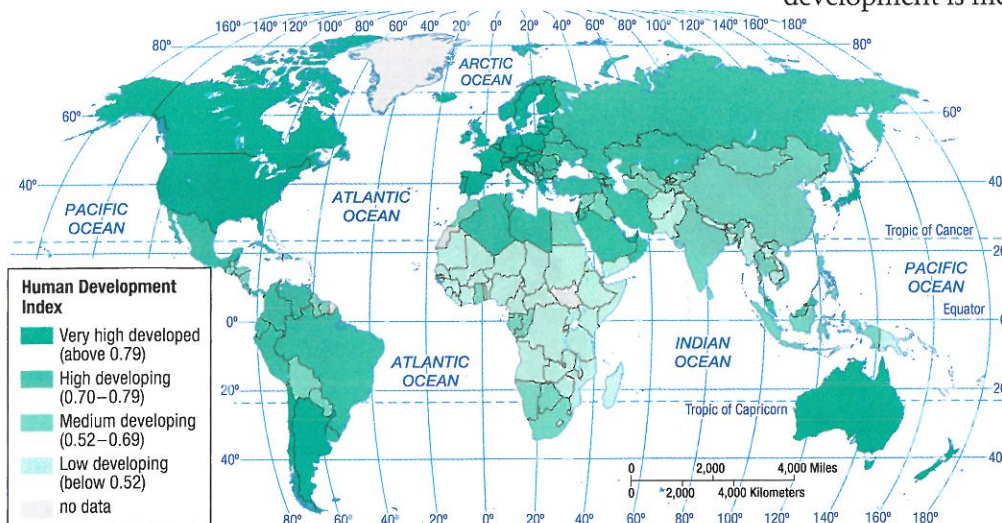 development is
160° 140° 120° 100° 80° 60° 40° 20° 0° 20° 40° 60° 80° 100° 120° 140° 160° 180°
80° 80°
ARCTIC
OCEAN
60° 60°
40° 40°
ATLANTIC
OCEAN
PACIFIC
OCEAN
Tropic of Cancer
20°
PACIFIC
OCEAN
Equator
0° 0°
INDIAN
OCEAN
ATLANTIC
OCEAN
20° 20°
Tropic of Capricorn
40° 40°
Human Development
Index
Very high developed
(above 0.79)
High developing
(0.70–0.79)
Medium developing
(0.52–0.69)
Low developing
(below 0.52)
no data
0 2,000 4,000 Miles
0 2,000 4,000 Kilometers
80° 60° 40° 20° 0° 20° 40° 60° 80° 100° 120° 140° 160° 180°